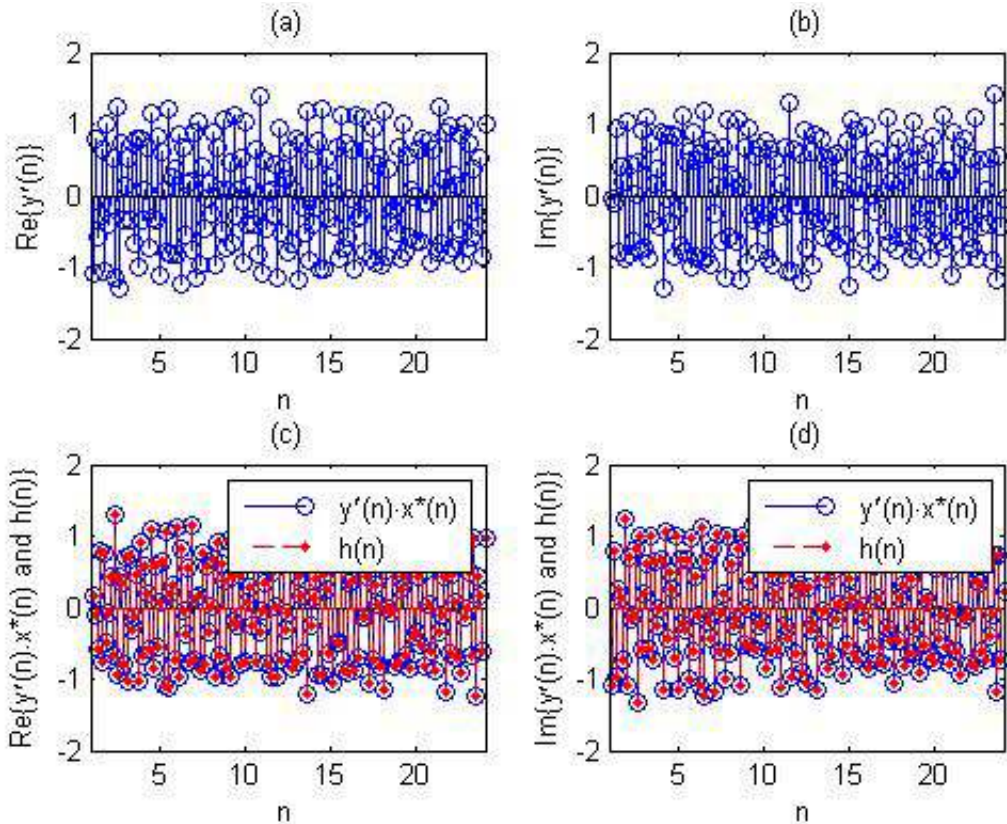 (a)
2
1
0
-1
-2
Re{y'(n)}
5 10 15 20
n
(b)
2
1
0
-1
-2
Im{y'(n)}
5 10 15 20
n
(c)
2
1
0
-1
-2
Re{y'(n).x*(n) and h(n)}
y'(n)·x*(n)
h(n)
5 10 15 20
n
(d)
2
1
0
-1
-2
Im{y'(n).x*(n) and h(n)}
y'(n)·x*(n)
h(n)
5 10 15 20
n